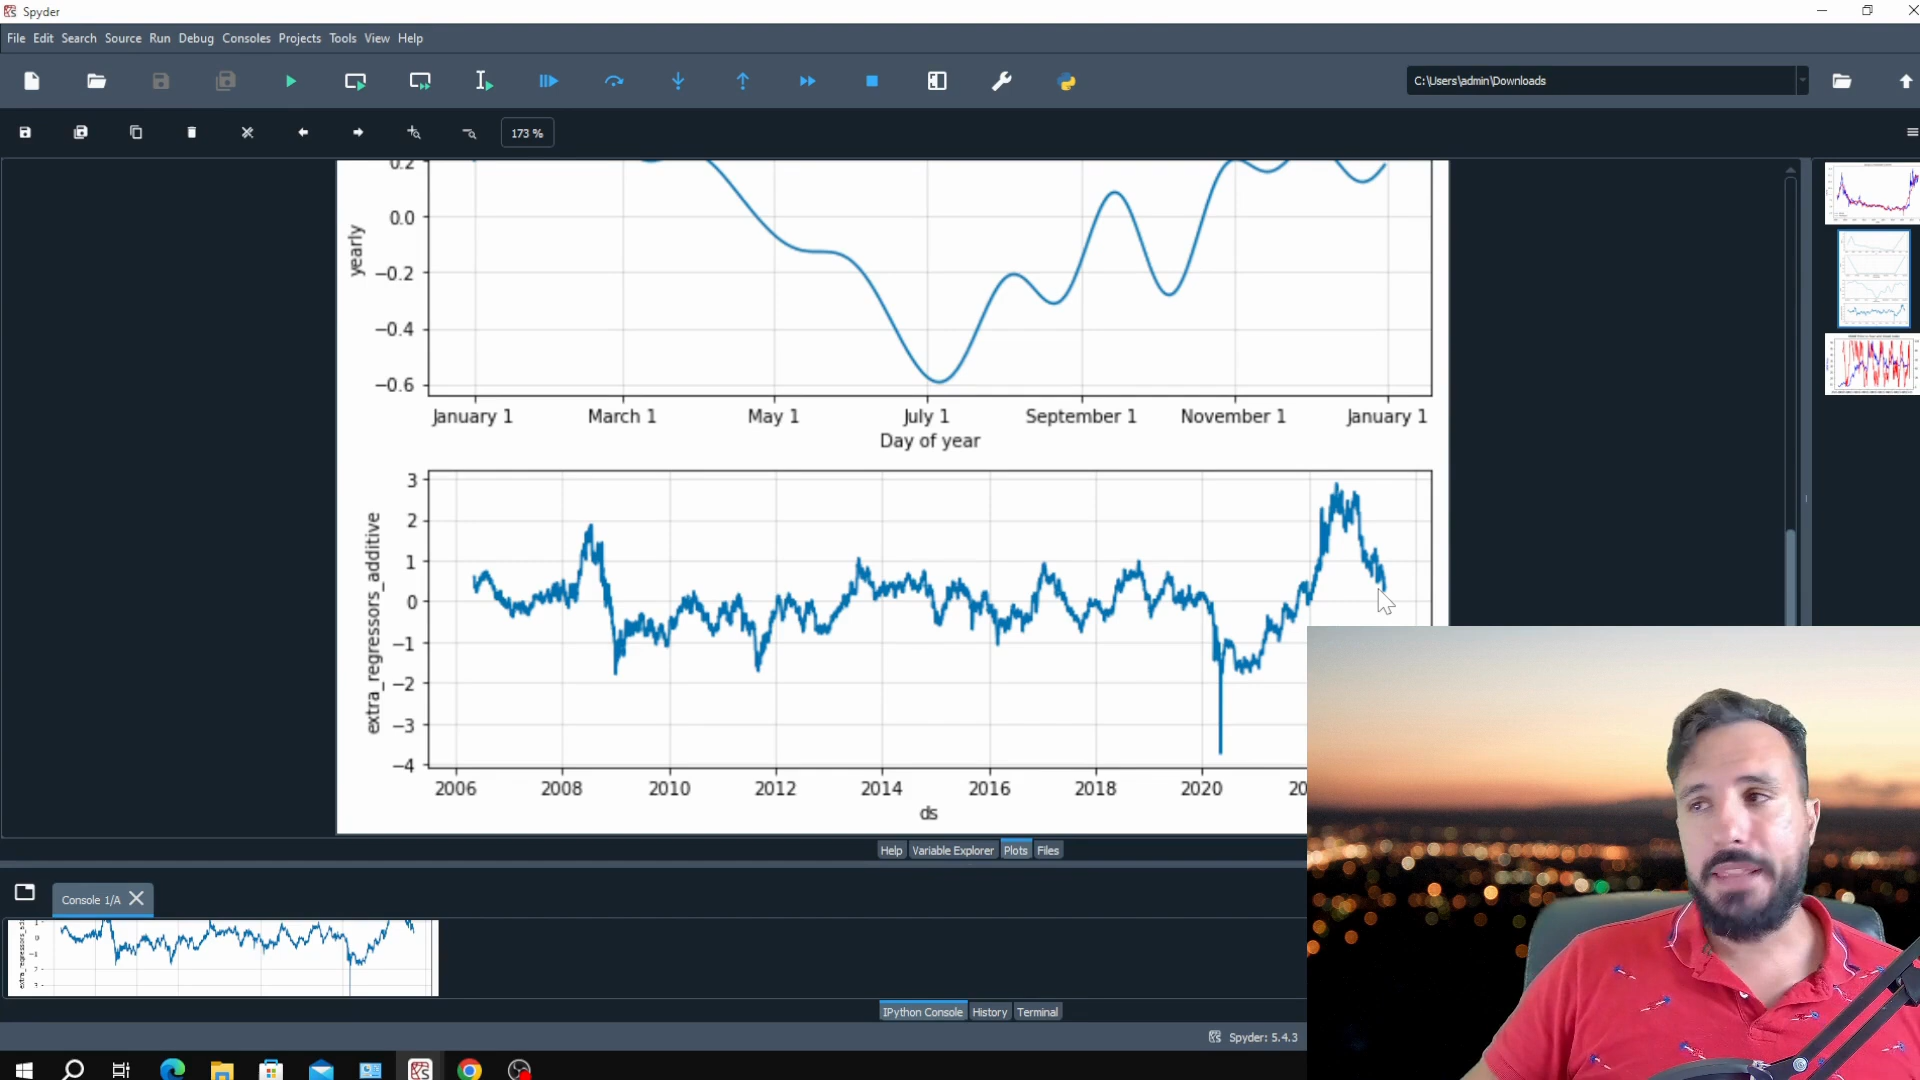 Spyder
File Edit Search Source Run Debug Consoles Projects Tools View Help
C:\Users\admin\Downloads
173 %
0.2
0.0
−0.2
−0.4
−0.6
yearly
January 1 March 1 May 1 July 1 September 1 November 1 January 1
Day of year
3
2
1
0
−1
−2
−3
−4
extra_regressors_additive
2006 2008 2010 2012 2014 2016 2018 2020 20
ds
Help Variable Explorer Plots Files
Console 1/A
IPython Console History Terminal
Spyder: 5.4.3